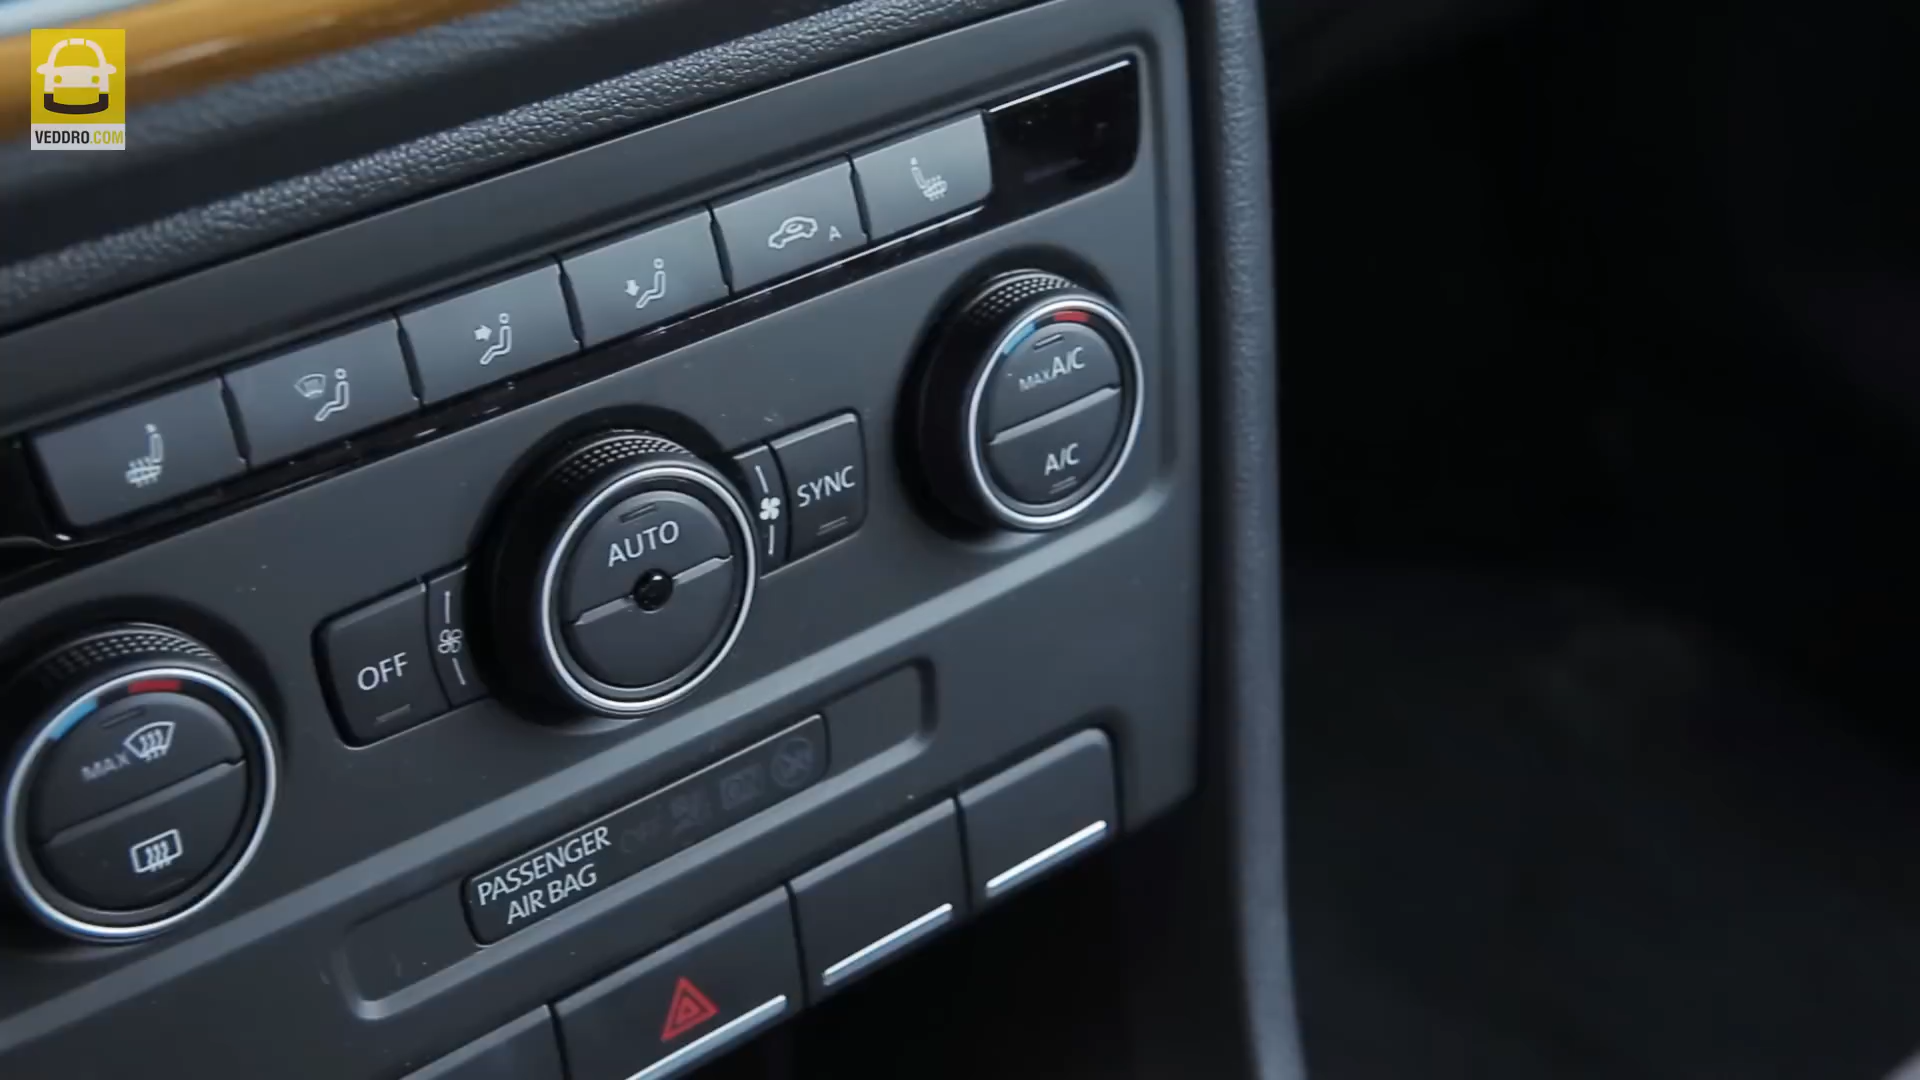 VEDDRO.COM
A
MAX A/C
A/C
SYNC
AUTO
OFF
MAX
PASSENGER
AIR BAG